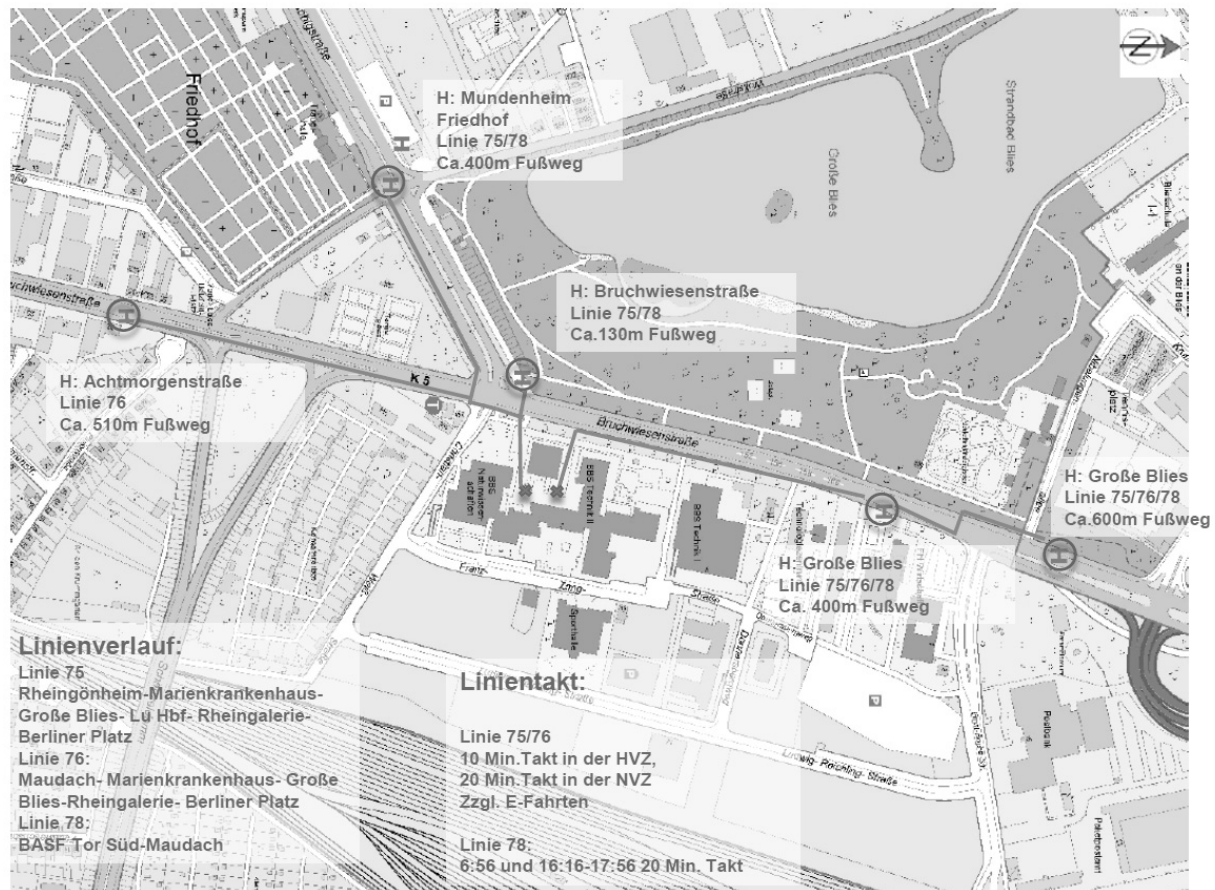 Friedhof
H: Mundenheim
Friedhof
Linie 75/78
Ca.400m Fußweg
Große Blies
Strandbad Blies
H: Bruchwiesenstraße
Linie 75/78
Ca.130m Fußweg
H: Achtmorgenstraße
Linie 76
Ca. 510m Fußweg
K 5
Bruchwiesenstraße
BBS Technik II
BBS Technik I
H: Große Blies
Linie 75/76/78
Ca.600m Fußweg
H: Große Blies
Linie 75/76/78
Ca. 400m Fußweg
Franz-
Zang-
Straße
Sporthalle
Postbank
Linienverlauf:
Linie 75
Rheingönheim-Marienkrankenhaus-
Große Blies- Lu Hbf- Rheingalerie-
Berliner Platz
Linie 76:
Maudach- Marienkrankenhaus- Große
Blies-Rheingalerie- Berliner Platz
Linie 78:
BASF Tor Süd-Maudach
Linientakt:
Linie 75/76
10 Min.Takt in der HVZ,
20 Min.Takt in der NVZ
Zzgl. E-Fahrten
Linie 78:
6:56 und 16:16-17:56 20 Min. Takt